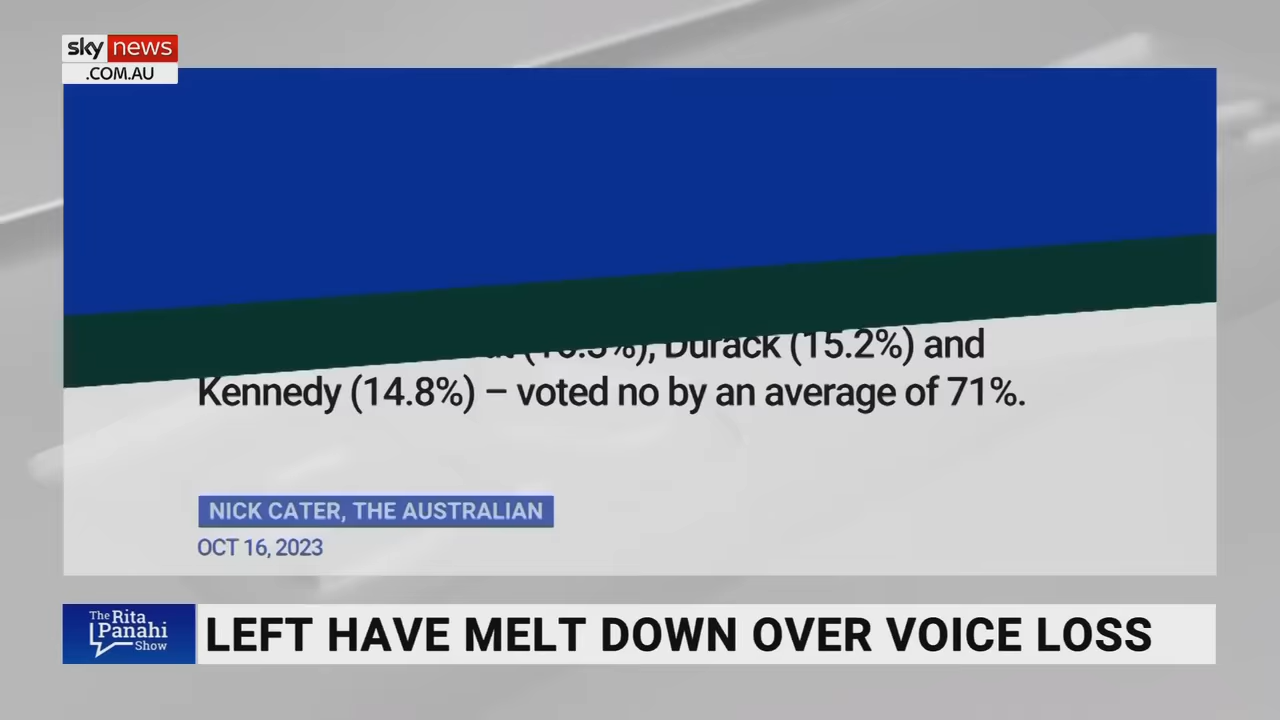 sky news
.COM.AU
Durack (15.2%) and
Kennedy (14.8%) – voted no by an average of 71%.
NICK CATER, THE AUSTRALIAN
OCT 16, 2023
The Rita
Panahi
Show
LEFT HAVE MELT DOWN OVER VOICE LOSS